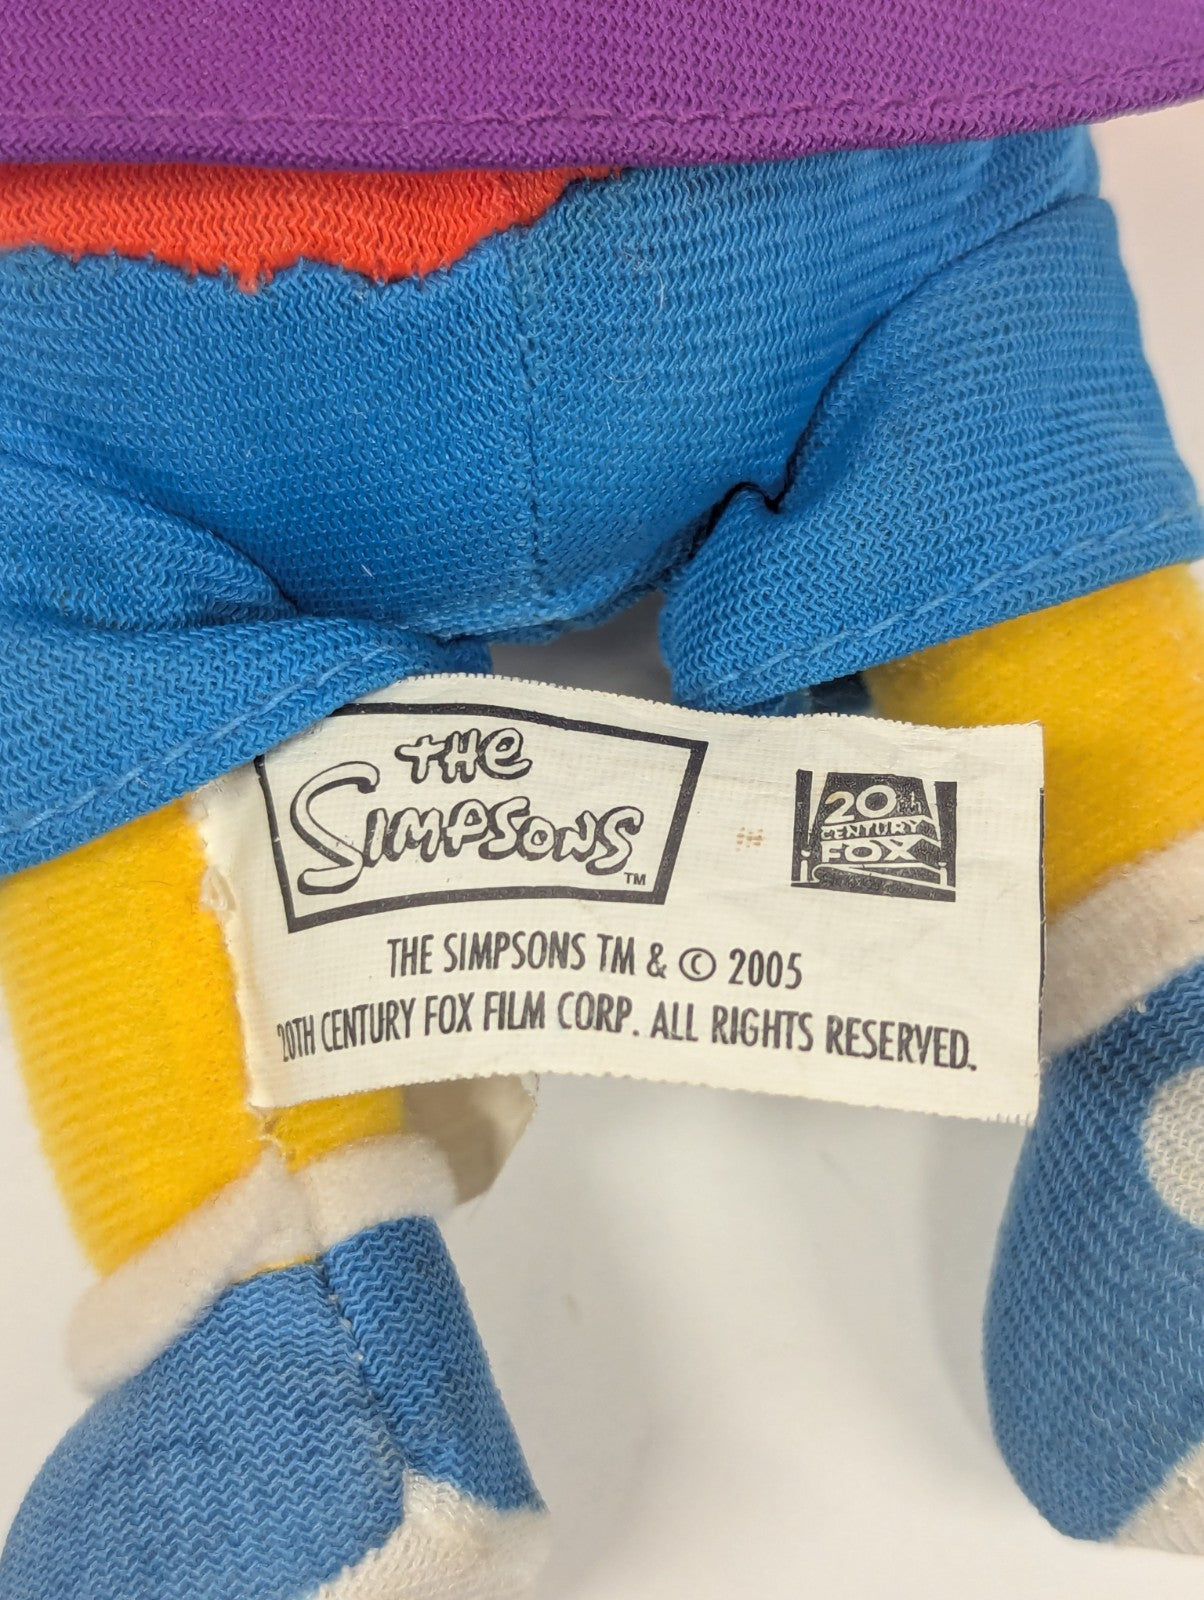 THE
SIMPSONS TM
20th
CENTURY
FOX
THE SIMPSONS TM & © 2005
20TH CENTURY FOX FILM CORP. ALL RIGHTS RESERVED.